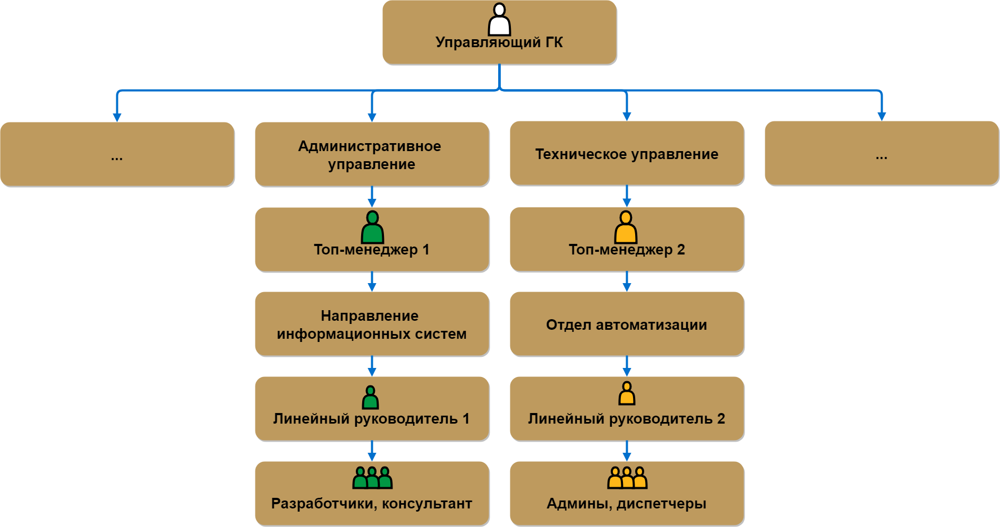 Управляющий ГК
...
Административное
управление
Техническое управление
...
Топ-менеджер 1
Топ-менеджер 2
Направление
информационных систем
Отдел автоматизации
Линейный руководитель 1
Линейный руководитель 2
Разработчики, консультант
Админы, диспетчеры